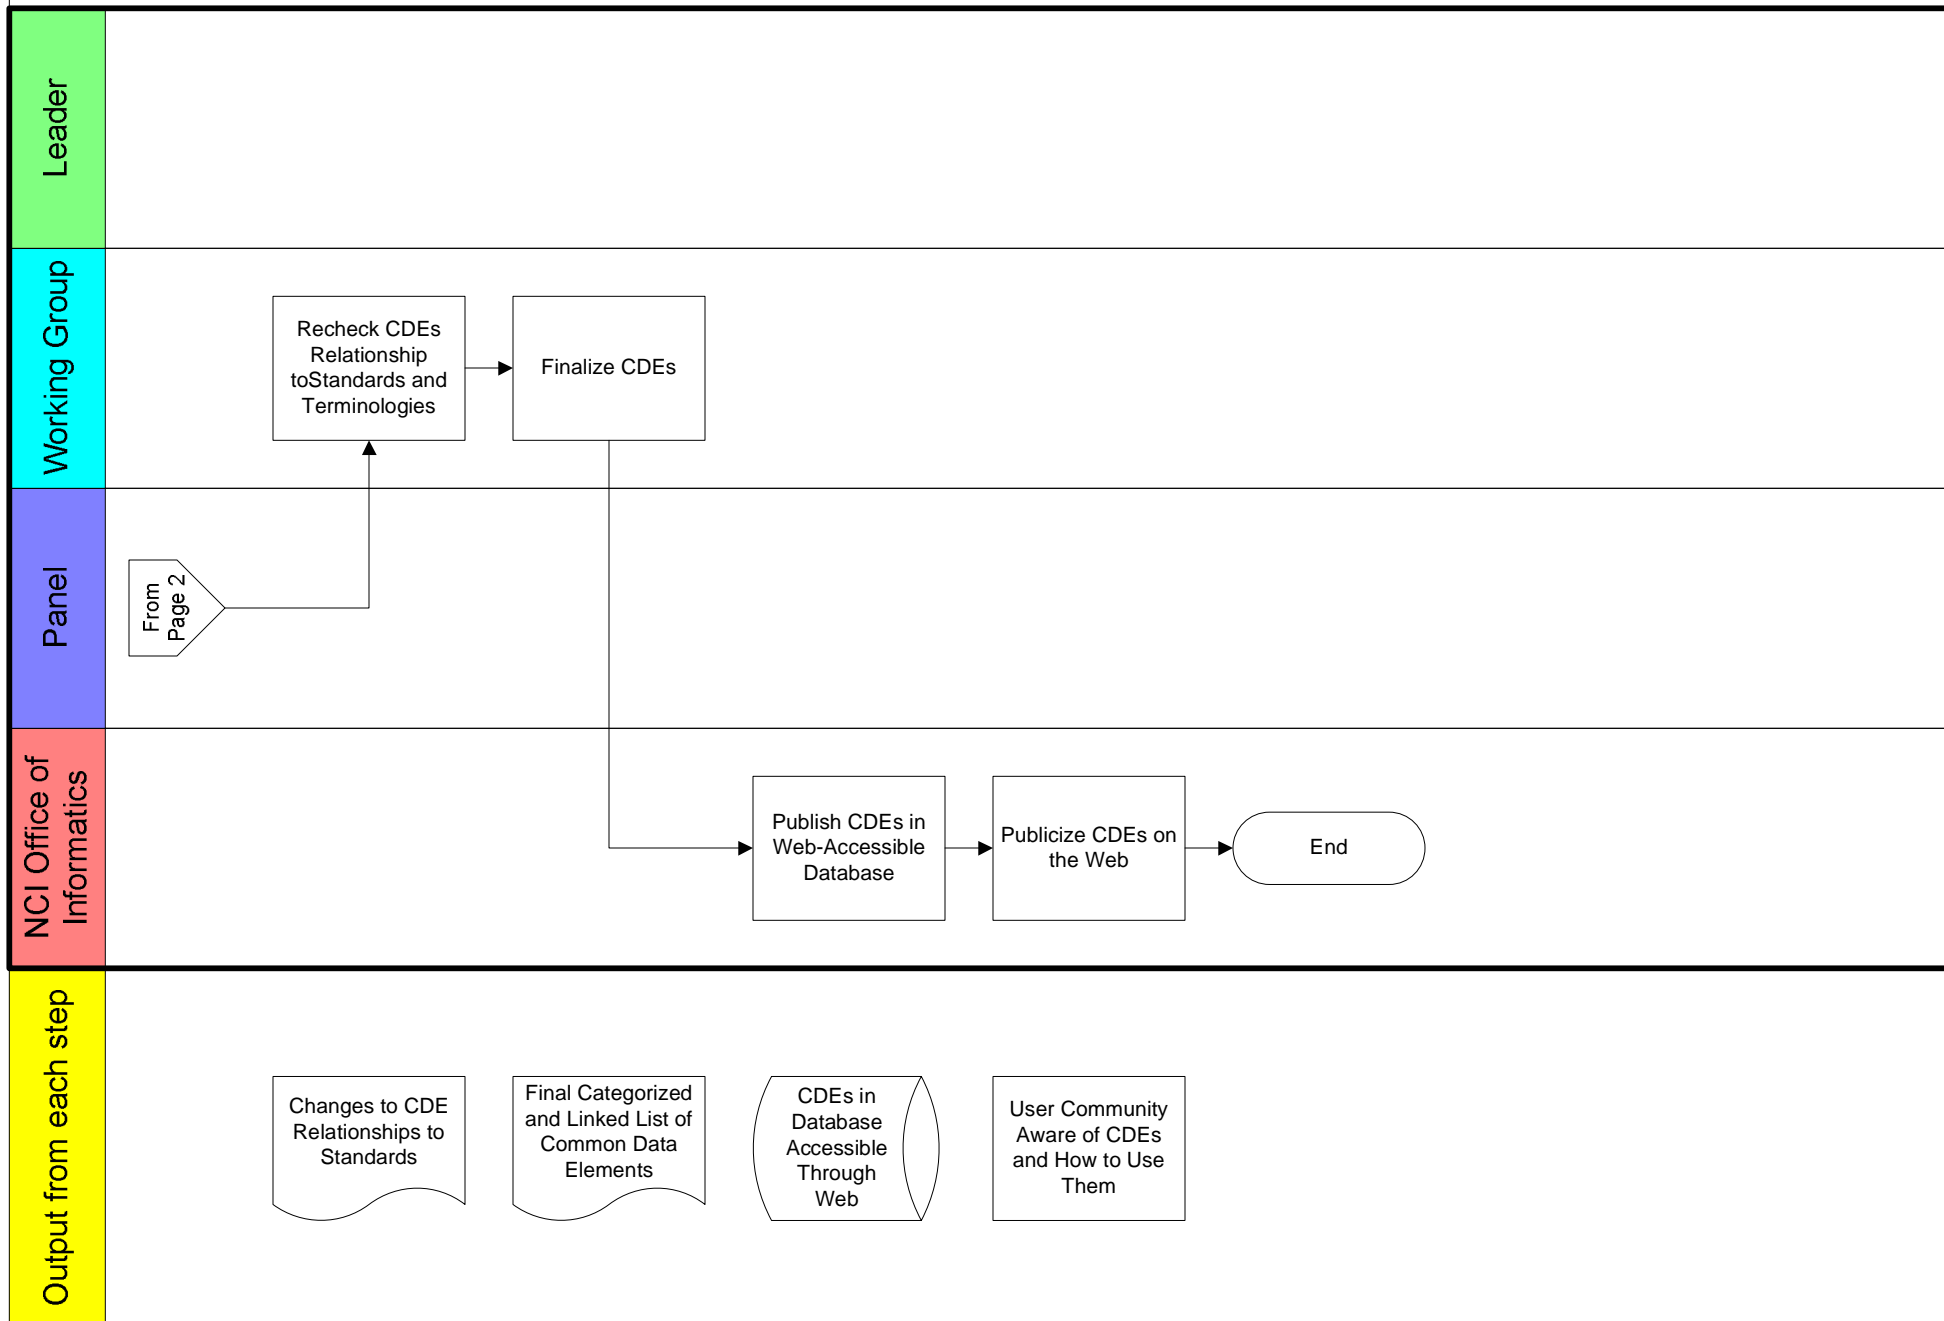 Leader
Working Group
Recheck CDEs
Relationship
toStandards and
Terminologies
Finalize CDEs
Panel
From
Page 2
NCI Office of
Informatics
Publish CDEs in
Web-Accessible
Database
Publicize CDEs on
the Web
End
Output from each step
Changes to CDE
Relationships to
Standards
Final Categorized
and Linked List of
Common Data
Elements
CDEs in
Database
Accessible
Through
Web
User Community
Aware of CDEs
and How to Use
Them